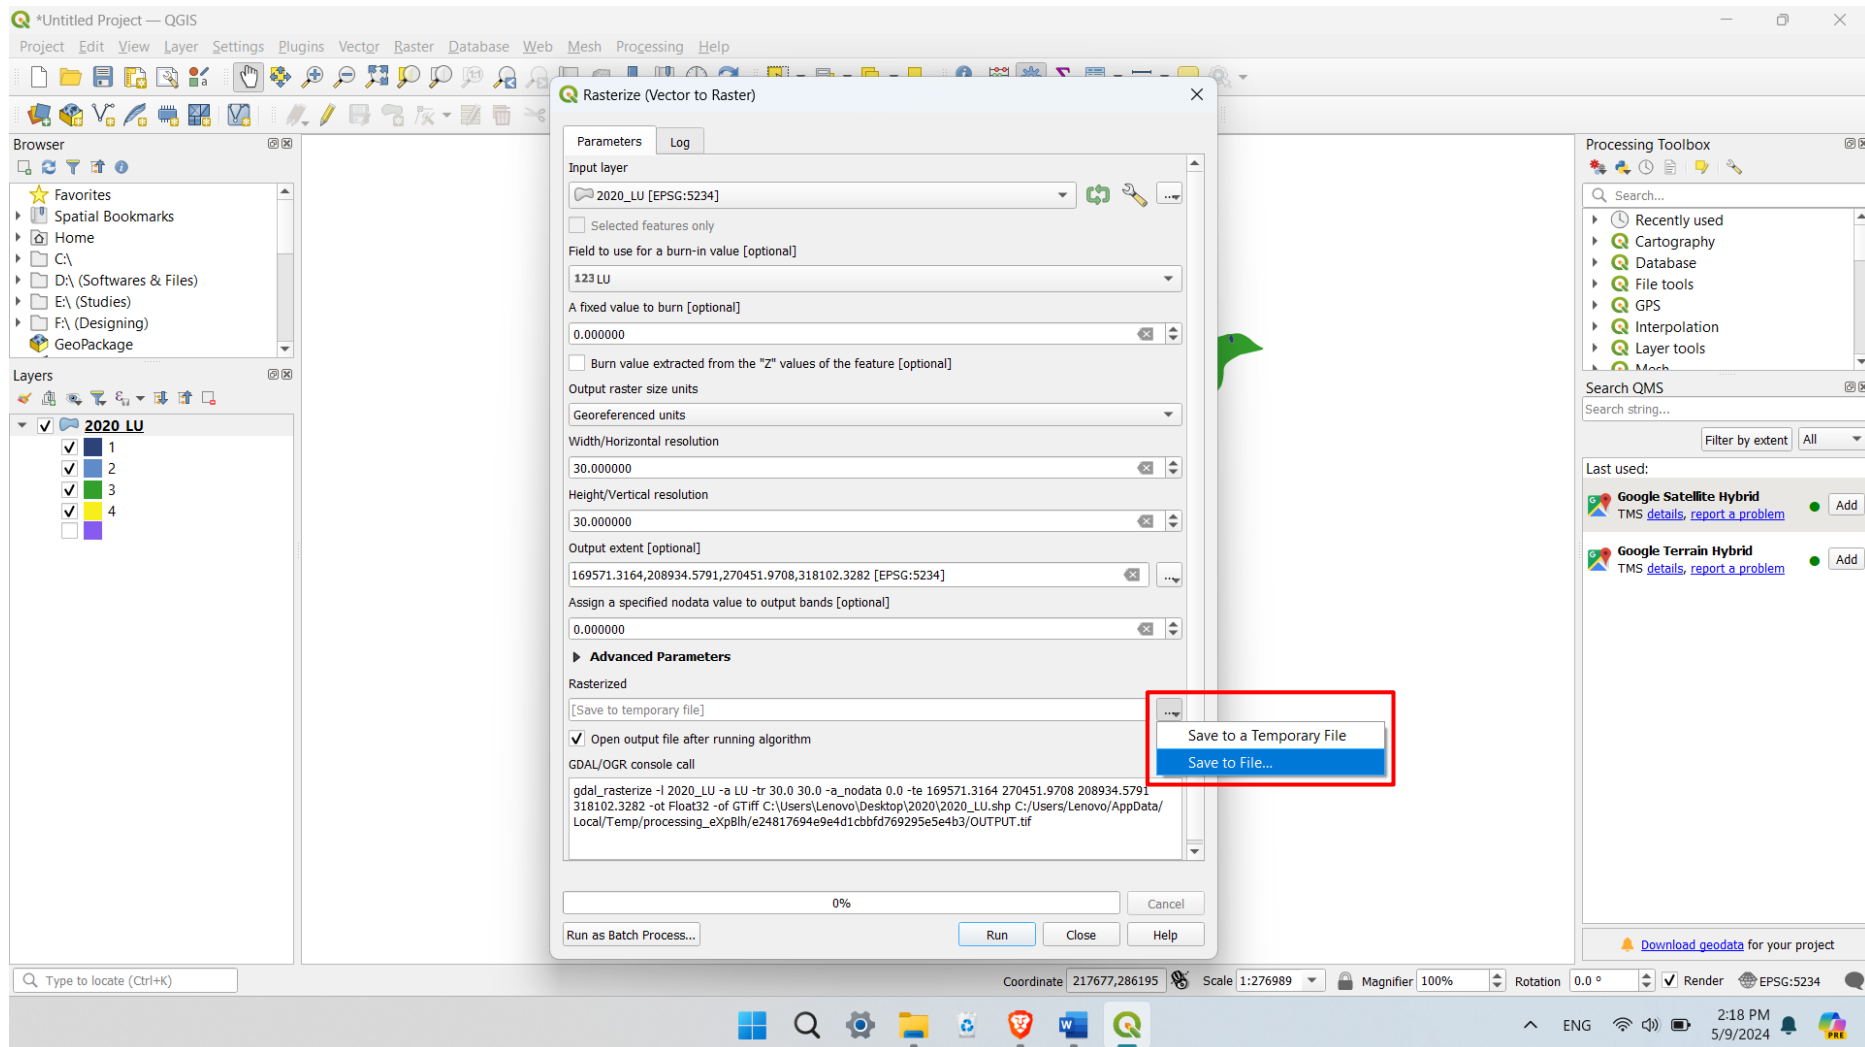 *Untitled Project — QGIS
Project Edit View Layer Settings Plugins Vector Raster Database Web Mesh Processing Help
Browser
Favorites
Spatial Bookmarks
Home
C:\
D:\ (Softwares & Files)
E:\ (Studies)
F:\ (Designing)
GeoPackage
Layers
2020 LU
1
2
3
4
Rasterize (Vector to Raster)
Parameters Log
Input layer
2020_LU [EPSG:5234]
Selected features only
Field to use for a burn-in value [optional]
123 LU
A fixed value to burn [optional]
0.000000
Burn value extracted from the "Z" values of the feature [optional]
Output raster size units
Georeferenced units
Width/Horizontal resolution
30.000000
Height/Vertical resolution
30.000000
Output extent [optional]
169571.3164,208934.5791,270451.9708,318102.3282 [EPSG:5234]
Assign a specified nodata value to output bands [optional]
0.000000
Advanced Parameters
Rasterized
[Save to temporary file]
Save to a Temporary File
Save to File...
Open output file after running algorithm
GDAL/OGR console call
gdal_rasterize -l 2020_LU -a LU -tr 30.0 30.0 -a_nodata 0.0 -te 169571.3164 270451.9708 208934.5791
318102.3282 -ot Float32 -of GTiff C:\Users\Lenovo\Desktop\2020\2020_LU.shp C:/Users/Lenovo/AppData/
Local/Temp/processing_eXpBlh/e24817694e9e4d1cbbfd769295e5e4b3/OUTPUT.tif
0%
Cancel
Run as Batch Process... Run Close Help
Processing Toolbox
Search...
Recently used
Cartography
Database
File tools
GPS
Interpolation
Layer tools
Mesh
Search QMS
Search string...
Filter by extent All
Last used:
Google Satellite Hybrid
TMS details, report a problem
Add
Google Terrain Hybrid
TMS details, report a problem
Add
Download geodata for your project
Type to locate (Ctrl+K) Coordinate 217677,286195 Scale 1:276989 Magnifier 100% Rotation 0.0 ° Render EPSG:5234
ENG 2:18 PM
5/9/2024
PRE